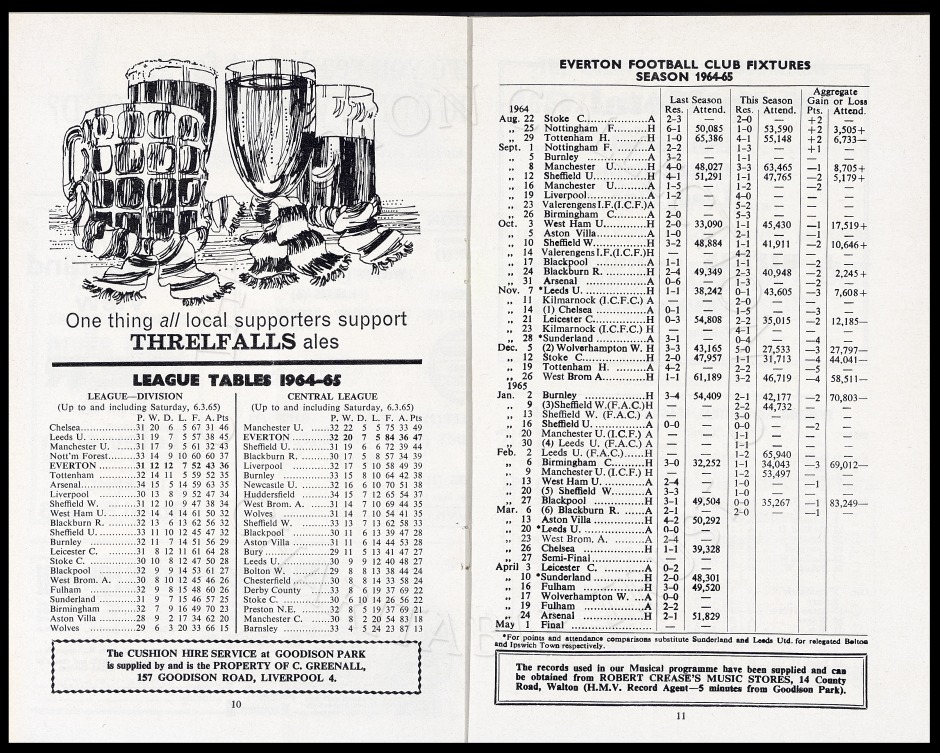 One thing all local supporters support
THRELFALLS ales
LEAGUE TABLES 1964-65
LEAGUE—DIVISION
(Up to and including Saturday, 6.3.65)
P. W. D. L. F. A. Pts
Chelsea 31 20 6 5 67 31 46
Leeds U. 31 19 7 5 57 38 45
Manchester U. 31 17 9 5 61 32 43
Nott'm Forest 33 14 9 10 60 60 37
EVERTON 31 12 12 7 52 43 36
Tottenham 32 14 7 11 59 52 35
Arsenal 34 15 5 14 59 63 35
Liverpool 30 13 8 9 52 47 34
Sheffield W. 31 12 10 9 47 38 34
West Ham U. 32 14 4 14 61 50 32
Blackburn R. 32 13 6 13 62 56 32
Sheffield U. 33 11 10 12 45 47 32
Burnley 32 11 7 14 51 56 29
Leicester C. 31 8 12 11 61 64 28
Stoke C. 30 10 8 12 47 50 28
Blackpool 32 9 9 14 53 61 27
West Brom. A. 30 8 10 12 45 46 26
Fulham 32 9 8 15 48 60 26
Sunderland 31 9 7 15 46 57 25
Birmingham 32 7 9 16 49 70 23
Aston Villa 28 9 2 17 34 62 20
Wolves 29 6 3 20 33 66 15
CENTRAL LEAGUE
(Up to and including Saturday, 6.3.65)
P. W. D. L. F. A. Pts
Manchester U. 32 22 5 5 75 33 49
EVERTON 32 20 7 5 84 36 47
Sheffield U. 31 19 6 6 72 39 44
Blackburn R. 30 17 5 8 57 34 39
Liverpool 32 17 5 10 58 49 39
Burnley 33 15 8 10 64 42 38
Newcastle U. 32 16 6 10 70 51 38
Huddersfield 34 15 7 12 65 54 37
West Brom. A. 31 14 7 10 69 44 35
Wolves 31 14 7 10 54 41 35
Sheffield W. 33 13 7 13 62 58 33
Blackpool 30 11 6 13 39 47 28
Aston Villa 31 11 6 14 44 53 28
Bury 29 11 5 13 41 47 27
Leeds U. 30 9 9 12 40 48 27
Bolton W. 29 8 8 13 38 44 24
Chesterfield 30 8 8 14 33 58 24
Derby County 33 8 6 19 37 69 22
Stoke C. 30 6 10 14 26 56 22
Preston N.E. 32 8 5 19 37 69 21
Manchester C. 30 8 2 20 54 83 18
Barnsley 33 4 5 24 23 87 13
The CUSHION HIRE SERVICE at GOODISON PARK
is supplied by and is the PROPERTY OF C. GREENALL,
157 GOODISON ROAD, LIVERPOOL 4.
10
EVERTON FOOTBALL CLUB FIXTURES
SEASON 1964-65
Last Season This Season Aggregate
Gain or Loss
1964 Res. Attend. Res. Attend. Pts. Attend.
Aug. 22 Stoke C. A 2-3 — 2-0 — +2 —
„ 25 Nottingham F. H 6-1 50,085 1-0 53,590 +2 3,505+
„ 29 Tottenham H. H 1-0 65,386 4-1 55,148 +2 6,733—
Sept. 1 Nottingham F. A 2-2 — 1-3 — +1 —
„ 5 Burnley A 3-2 — 1-1 — — —
„ 8 Manchester U. H 4-0 48,027 3-3 63,465 —1 8,705+
„ 12 Sheffield U. H 4-1 51,291 1-1 47,765 —2 5,179+
„ 16 Manchester U. A 1-5 — 1-2 — —2 —
„ 19 Liverpool A 1-2 — 4-0 —
„ 23 Valerengens I.F. (I.C.F.) A — — 5-2 —
„ 26 Birmingham C. A 2-0 — 5-3 —
Oct. 3 West Ham U. H 2-0 33,090 1-1 45,430 —1 17,519+
„ 5 Aston Villa A 1-0 — 2-1 — —1 —
„ 10 Sheffield W. H 3-2 48,884 1-1 41,911 —2 10,646+
„ 14 Valerengens I.F. (I.C.F.) H — — 4-2 —
„ 17 Blackpool A 1-1 — 1-1 — —2 —
„ 24 Blackburn R. H 2-4 49,349 2-3 40,948 —2 2,245+
„ 31 Arsenal A 0-6 — 1-3 — —2 —
Nov. 7 *Leeds U. H 1-1 38,242 0-1 43,605 —3 7,608+
„ 11 Kilmarnock (I.C.F.C.) A — — 2-0 —
„ 14 (1) Chelsea A 0-1 — 1-5 — —3 —
„ 21 Leicester C. H 0-3 54,808 2-2 35,015 —2 12,185—
„ 23 Kilmarnock (I.C.F.C.) H — — 4-1 —
„ 28 *Sunderland A 3-1 — 0-4 — —4 —
Dec. 5 (2) Wolverhampton W. H 3-3 43,165 5-0 27,533 —3 27,797—
„ 12 Stoke C. H 2-0 47,957 1-1 31,713 —4 44,041—
„ 19 Tottenham H. A 4-2 — 2-2 — —5 —
„ 26 West Brom A. H 1-1 61,189 3-2 46,719 —4 58,511—
1965
Jan. 2 Burnley H 3-4 54,409 2-1 42,177 —2 70,803—
„ 9 (3) Sheffield W. (F.A.C.) H — — 2-2 44,732 —
„ 13 Sheffield W. (F.A.C.) A — — 3-0 —
„ 16 Sheffield U. A 0-0 — 0-0 — —2 —
„ 20 Manchester U. (I.C.F.) A — — 1-1 —
„ 30 (4) Leeds U. (F.A.C.) A — — 1-1 —
Feb. 2 Leeds U. (F.A.C.) H — — 1-2 65,940
„ 6 Birmingham C. H 3-0 32,252 1-1 34,043 —3 69,012—
„ 9 Manchester U. (I.C.F.) H — — 1-2 53,497 —
„ 13 West Ham U. A 2-4 — 1-0 —
„ 20 (5) Sheffield W. A 3-3 — 1-0 —
„ 27 Blackpool H 3-1 49,504 0-0 35,267 —1 83,249—
Mar. 6 (6) Blackburn R. A 2-1 — 2-0 — —1 —
„ 13 Aston Villa H 4-2 50,292
„ 20 *Leeds U. A 0-0 —
„ 23 West Brom. A. A 2-4 —
„ 26 Chelsea H 1-1 39,328
„ 27 Semi-Final — —
April 3 Leicester C. A 0-2 —
„ 10 *Sunderland H 2-0 48,301
„ 16 Fulham H 3-0 49,520
„ 17 Wolverhampton W. A 0-0 —
„ 19 Fulham A 2-2 —
„ 24 Arsenal H 2-1 51,829
May 1 Final — —
*For points and attendance comparisons substitute Sunderland and Leeds Utd. for relegated Bolton
and Ipswich Town respectively.
The records used in our Musical programme have been supplied and can
be obtained from ROBERT CREASE'S MUSIC STORES, 14 County
Road, Walton (H.M.V. Record Agent—5 minutes from Goodison Park).
11